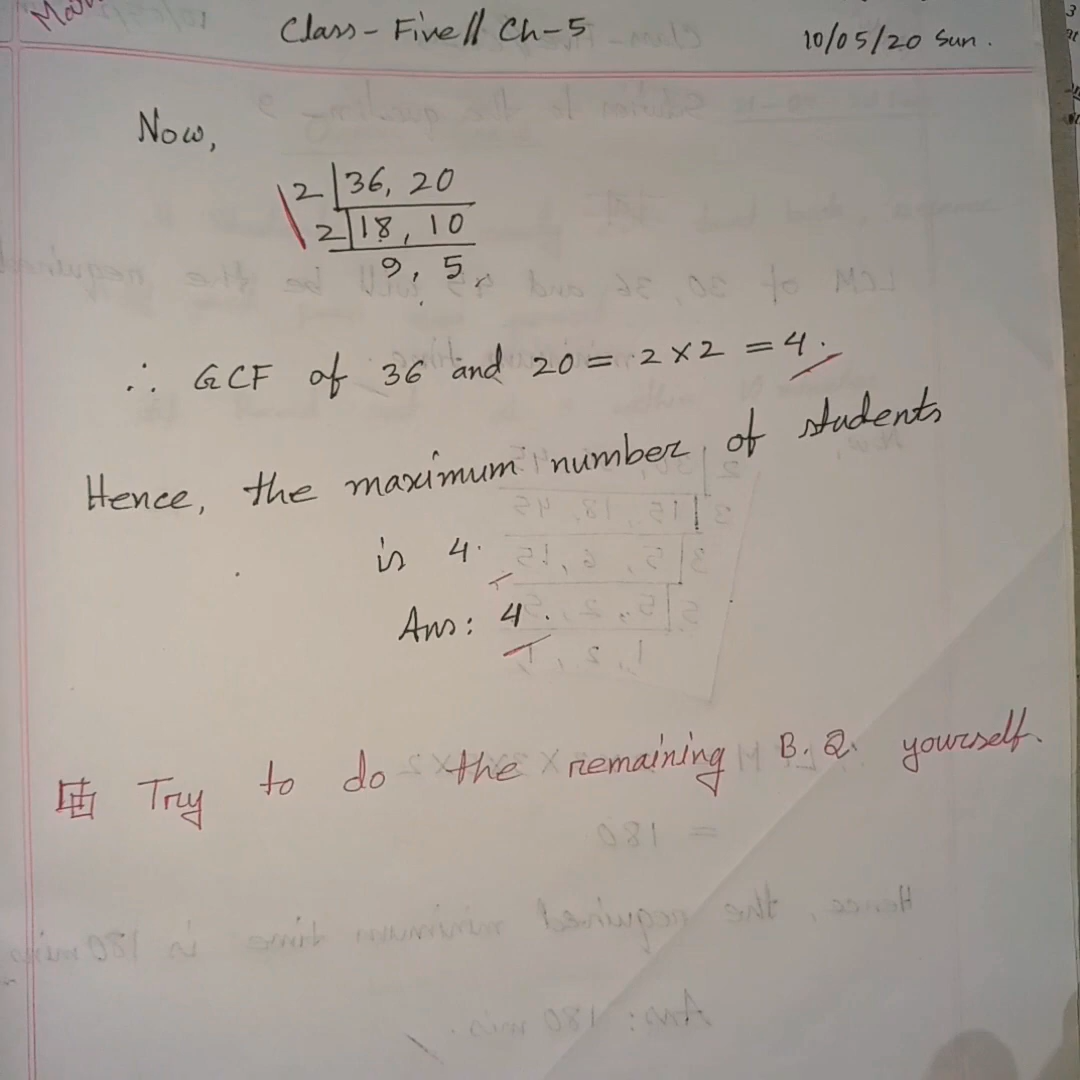 Class-Five// Ch-5
10/05/20 Sun.
Now,
2 | 36, 20
2 | 18, 10
9, 5
∴ GCF of 36 and 20 = 2×2 = 4.
Hence, the maximum number of students
is 4.
Ans: 4.
Try to do the remaining B.Q. yourself.